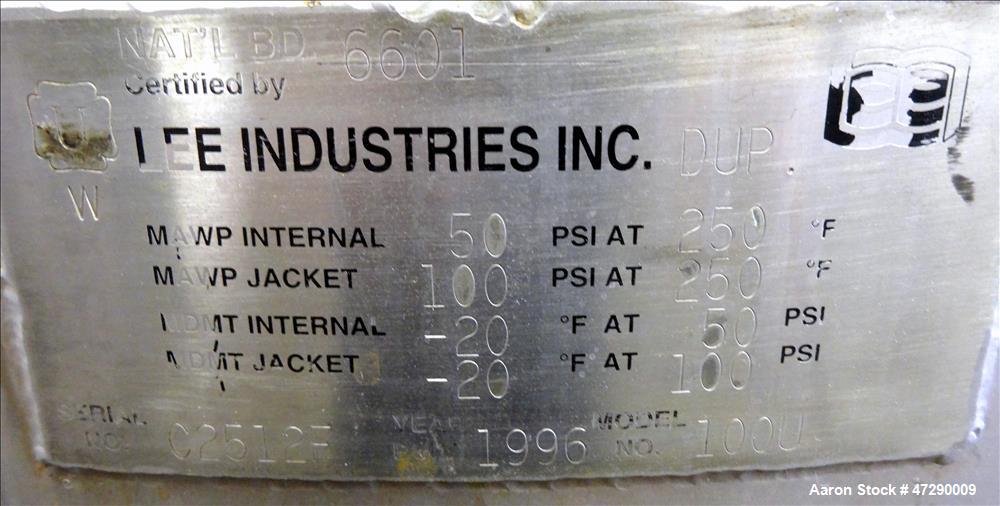 NAT'L BD. 6601
Certified by
U
LEE INDUSTRIES INC. DUP.
W
MAWP INTERNAL 50 PSI AT 250 °F
MAWP JACKET 100 PSI AT 250 °F
MDMT INTERNAL -20 °F AT 50 PSI
MDMT JACKET -20 °F AT 100 PSI
SERIAL NO. YEAR 1996 MODEL NO. 100U
Aaron Stock # 47290009